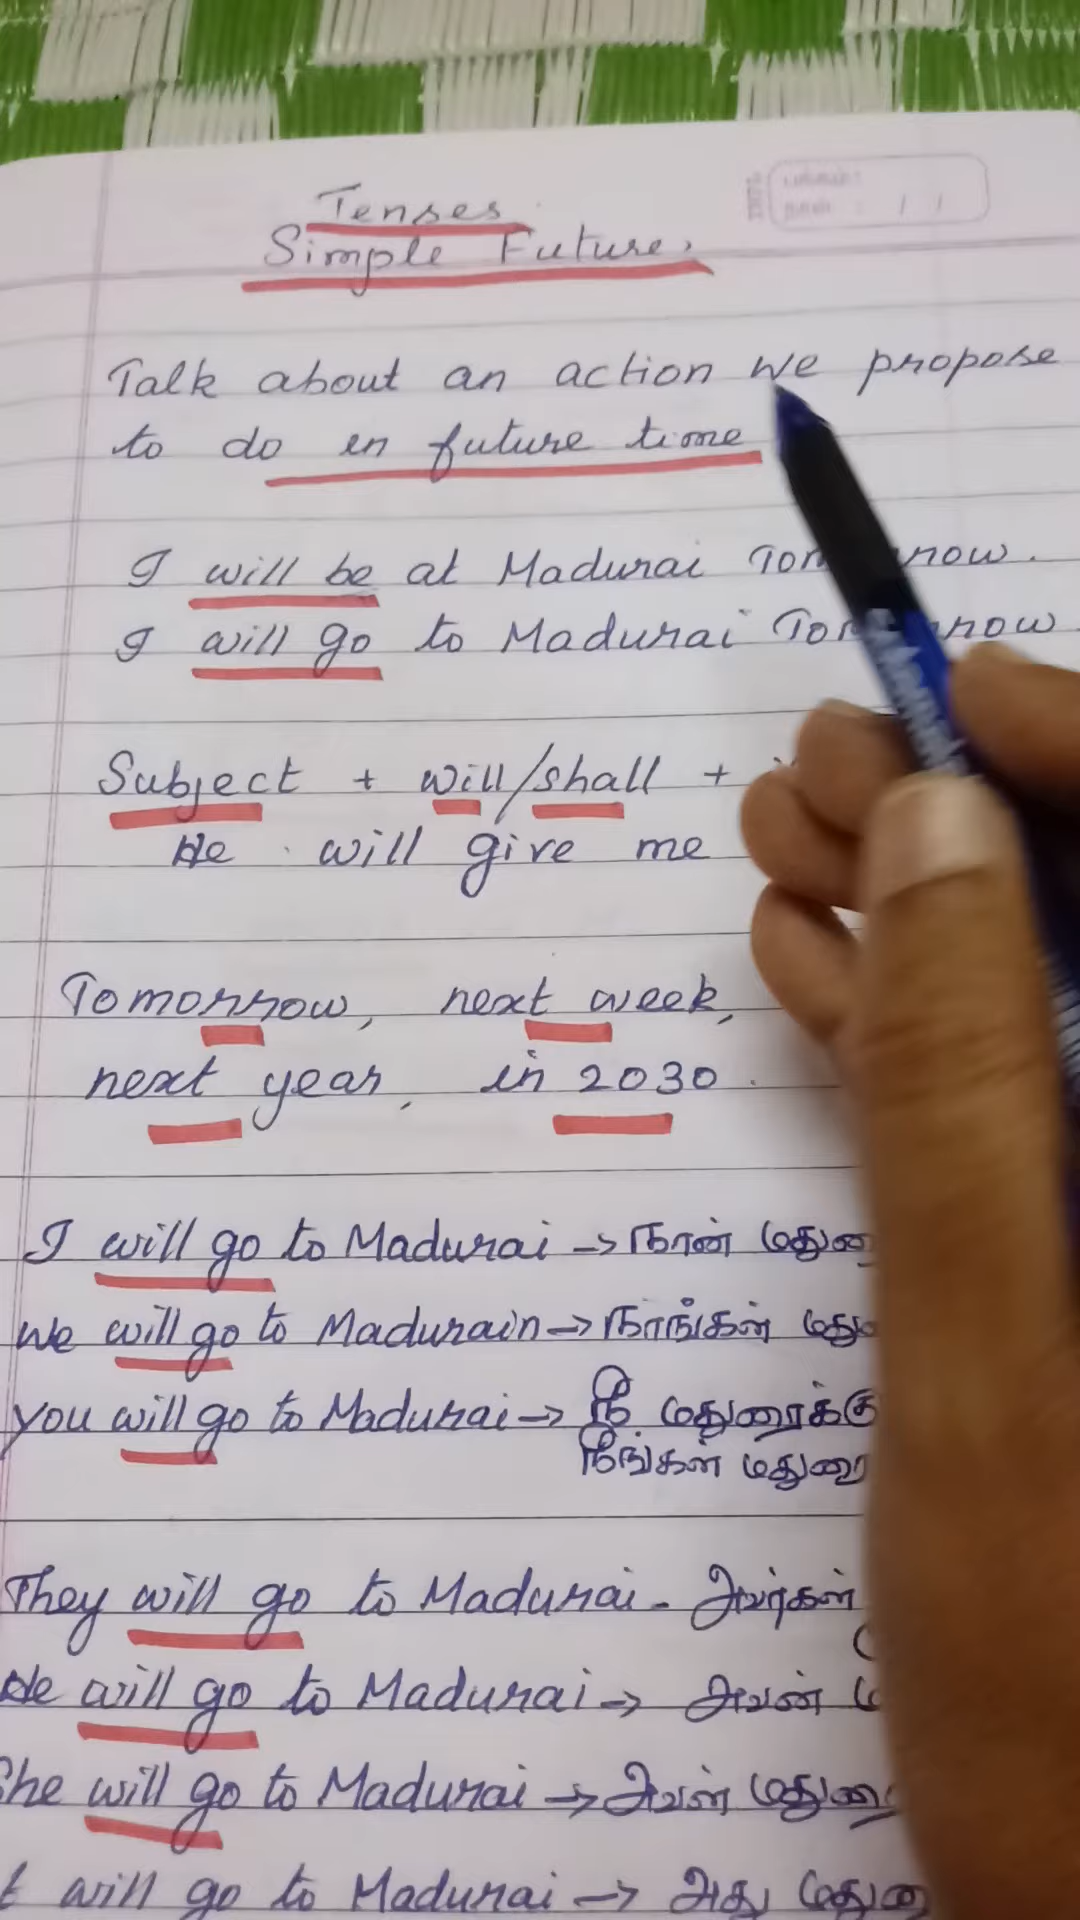 Tenses
Simple Future.
Talk about an action we propose
to do in future time
I will be at Madurai
I will go to Madurai
Subject + will/shall +
He will give me
Tomorrow, next week,
next year, in 2030.
I will go to Madurai -> நான்
we will go to Madurain -> நாங்கள்
you will go to Madurai -> நீ மதுரைக்கு
நீங்கள் மதுரை
They will go to Madurai - அவர்கள்
He will go to Madurai -> அவன்
She will go to Madurai -> அவள்
will go to Madurai -> அது